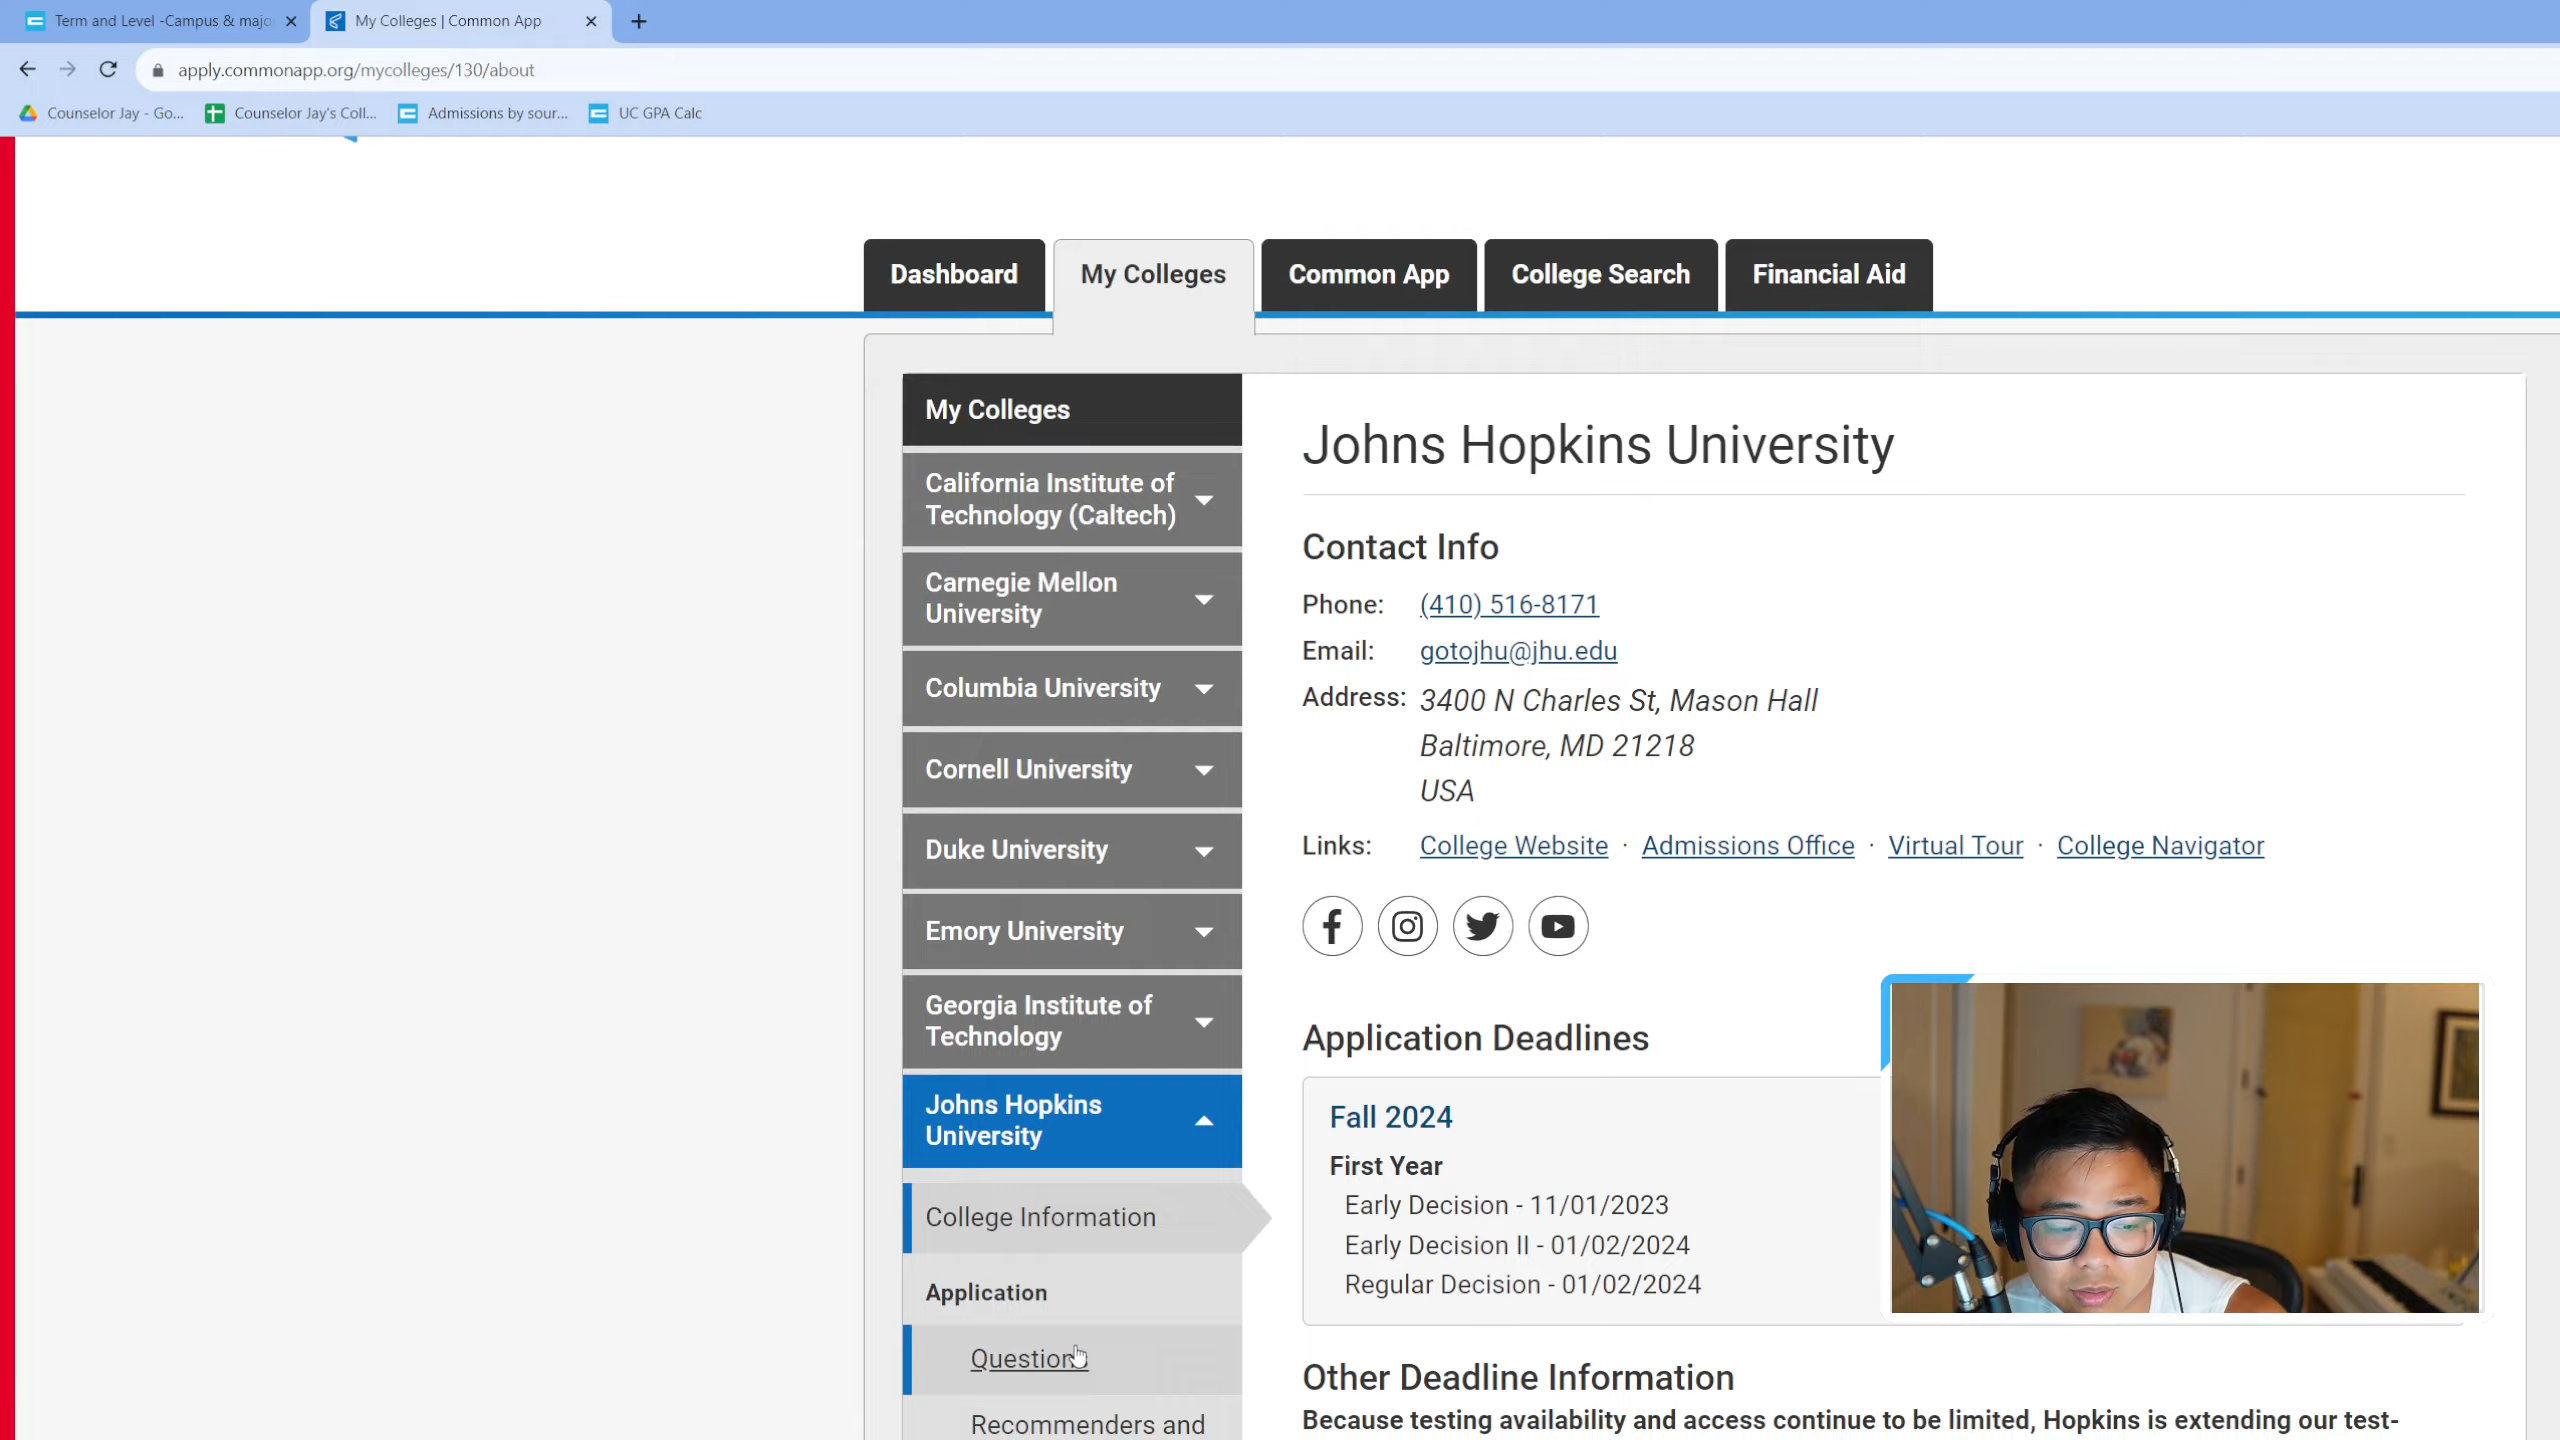 Term and Level -Campus & majo
My Colleges | Common App
apply.commonapp.org/mycolleges/130/about
Counselor Jay - Go...
Counselor Jay's Coll...
Admissions by sour...
UC GPA Calc
Dashboard
My Colleges
Common App
College Search
Financial Aid
My Colleges
California Institute of
Technology (Caltech)
Carnegie Mellon
University
Columbia University
Cornell University
Duke University
Emory University
Georgia Institute of
Technology
Johns Hopkins
University
College Information
Application
Questions
Recommenders and
Johns Hopkins University
Contact Info
Phone: (410) 516-8171
Email: gotojhu@jhu.edu
Address: 3400 N Charles St, Mason Hall
Baltimore, MD 21218
USA
Links: College Website · Admissions Office · Virtual Tour · College Navigator
Application Deadlines
Fall 2024
First Year
Early Decision - 11/01/2023
Early Decision II - 01/02/2024
Regular Decision - 01/02/2024
Other Deadline Information
Because testing availability and access continue to be limited, Hopkins is extending our test-